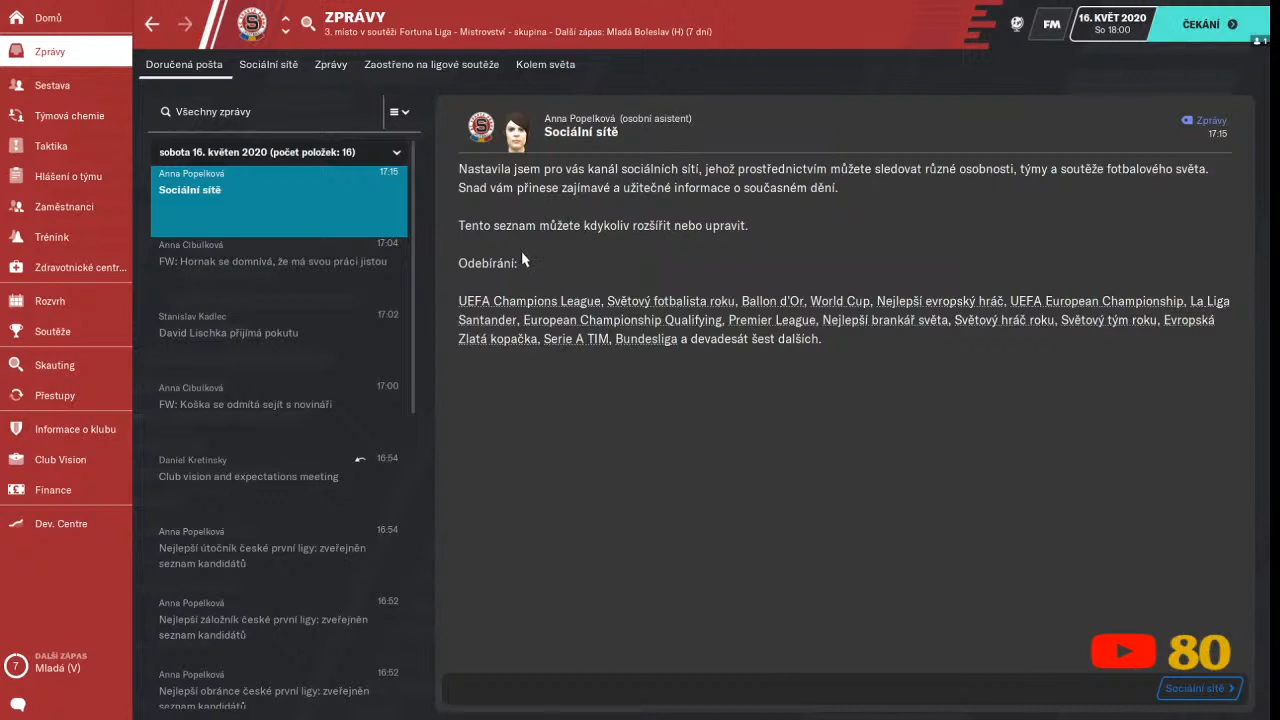 Domů
Zprávy
Sestava
Týmová chemie
Taktika
Hlášení o týmu
Zaměstnanci
Trénink
Zdravotnické centr...
Rozvrh
Soutěže
Skauting
Přestupy
Informace o klubu
Club Vision
Finance
Dev. Centre
7
DALŠÍ ZÁPAS
Mladá (V)
ZPRÁVY
3. místo v soutěži Fortuna Liga - Mistrovství - skupina - Další zápas: Mladá Boleslav (H) (7 dní)
FM
16. KVĚT 2020
So 18:00
ČEKÁNÍ
1
Doručená pošta
Sociální sítě
Zprávy
Zaostřeno na ligové soutěže
Kolem světa
Všechny zprávy
sobota 16. květen 2020 (počet položek: 16)
Anna Popelková 17:15
Sociální sítě
Anna Cibulková 17:04
FW: Hornak se domnívá, že má svou práci jistou
Stanislav Kadlec 17:02
David Lischka přijímá pokutu
Anna Cibulková 17:00
FW: Koška se odmítá sejít s novináři
Daniel Kretinsky 16:54
Club vision and expectations meeting
Anna Popelková 16:54
Nejlepší útočník české první ligy: zveřejněn
seznam kandidátů
Anna Popelková 16:52
Nejlepší záložník české první ligy: zveřejněn
seznam kandidátů
Anna Popelková 16:52
Nejlepší obránce české první ligy: zveřejněn
seznam kandidátů
Anna Popelková (osobní asistent)
Sociální sítě
Zprávy
17:15
Nastavila jsem pro vás kanál sociálních sítí, jehož prostřednictvím můžete sledovat různé osobnosti, týmy a soutěže fotbalového světa.
Snad vám přinese zajímavé a užitečné informace o současném dění.
Tento seznam můžete kdykoliv rozšířit nebo upravit.
Odebírání:
UEFA Champions League, Světový fotbalista roku, Ballon d'Or, World Cup, Nejlepší evropský hráč, UEFA European Championship, La Liga
Santander, European Championship Qualifying, Premier League, Nejlepší brankář světa, Světový hráč roku, Světový tým roku, Evropská
Zlatá kopačka, Serie A TIM, Bundesliga a devadesát šest dalších.
80
Sociální sítě